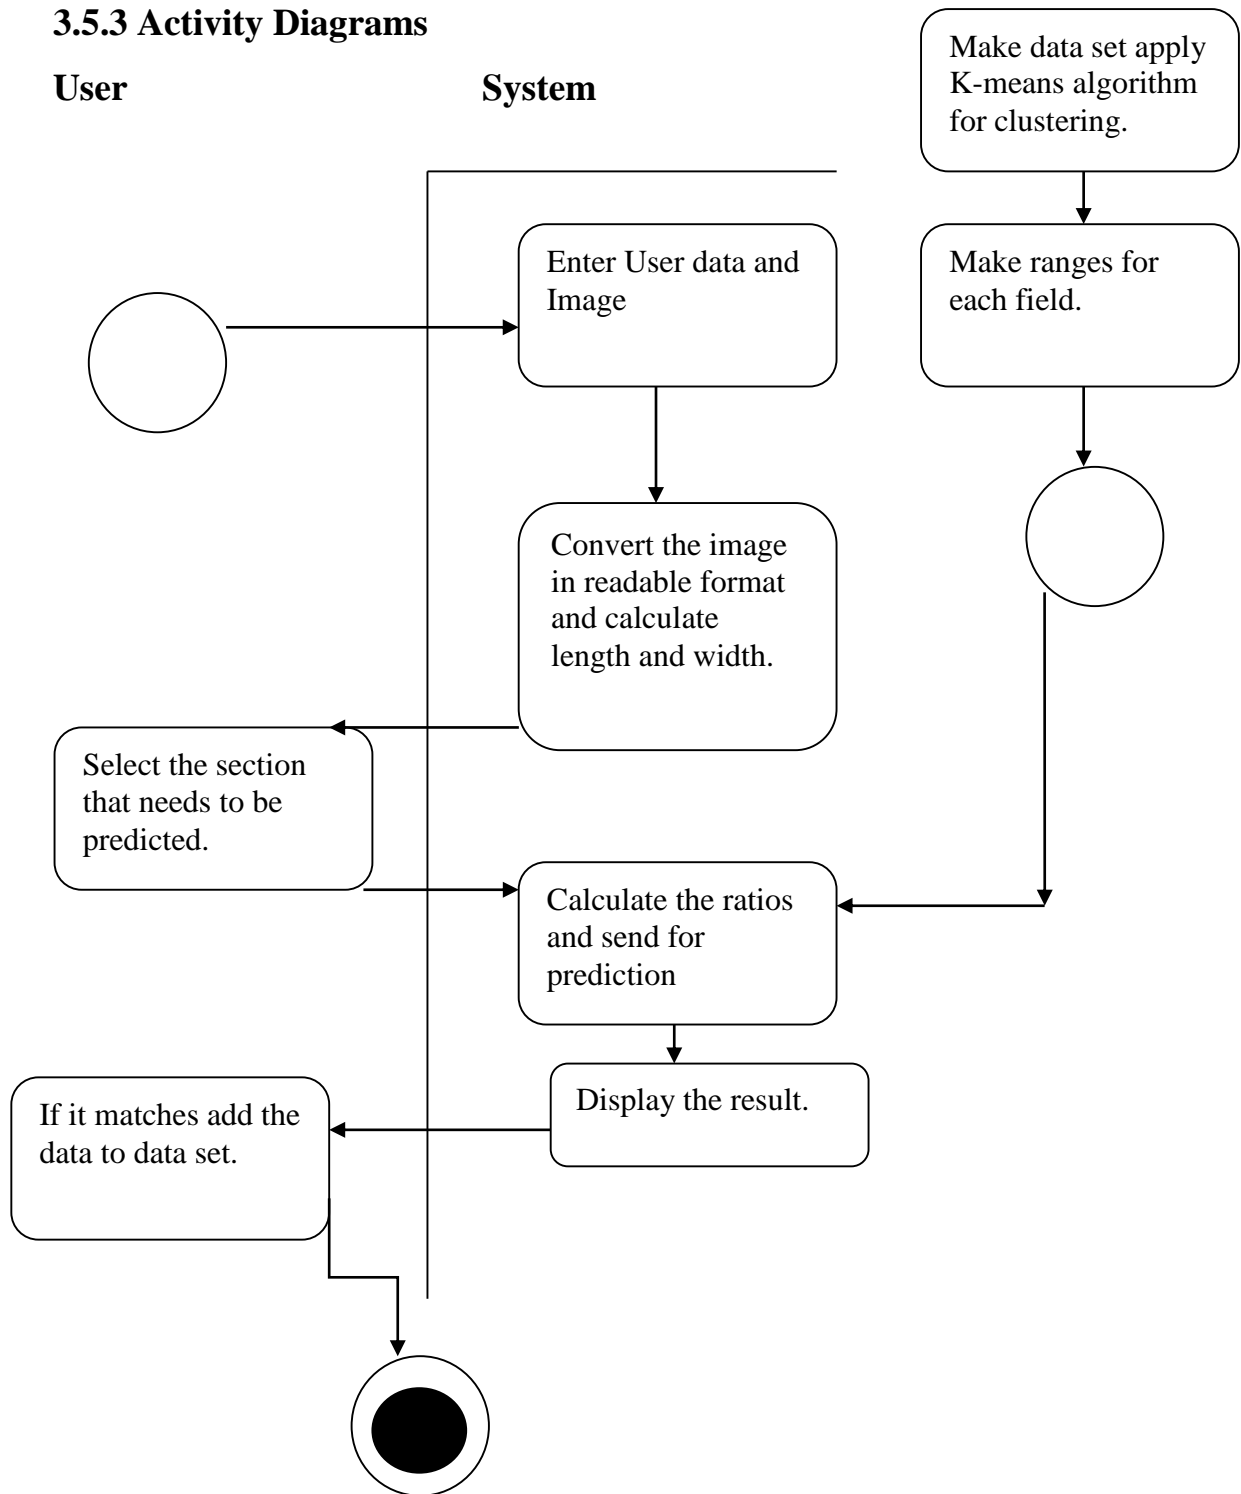 3.5.3 Activity Diagrams
User
System
Make data set apply
K-means algorithm
for clustering.
Enter User data and
Image
Make ranges for
each field.
Convert the image
in readable format
and calculate
length and width.
Select the section
that needs to be
predicted.
Calculate the ratios
and send for
prediction
Display the result.
If it matches add the
data to data set.